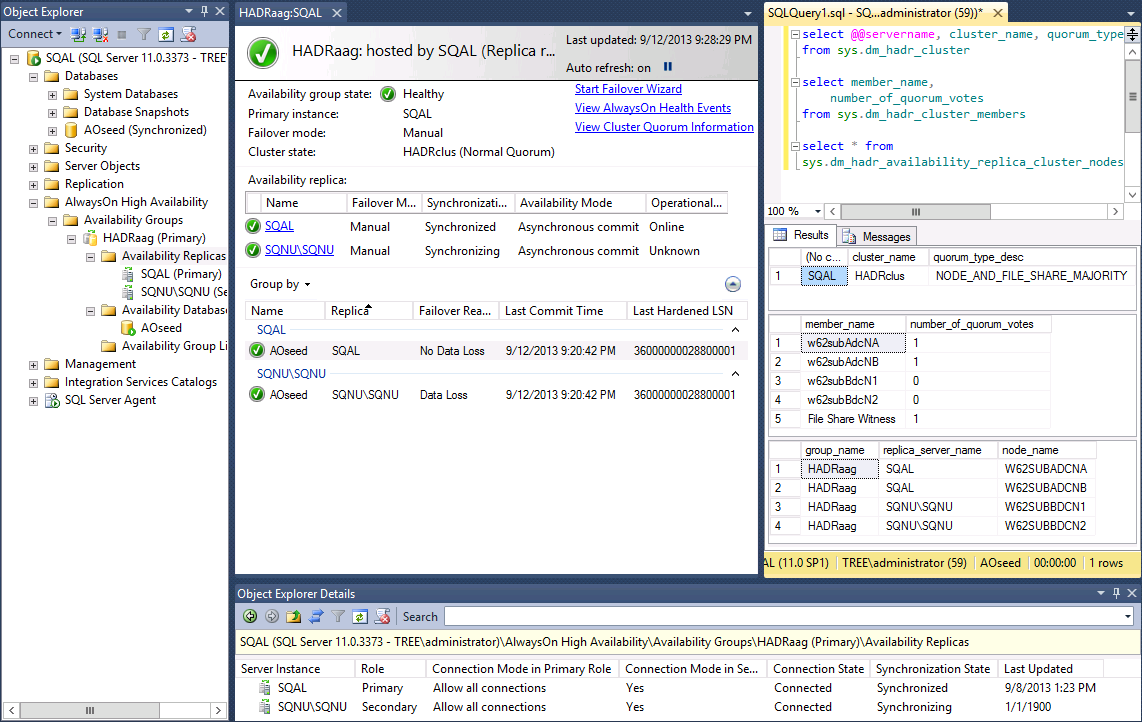 Object Explorer
Connect
SQAL (SQL Server 11.0.3373 - TREE
Databases
System Databases
Database Snapshots
AOseed (Synchronized)
Security
Server Objects
Replication
AlwaysOn High Availability
Availability Groups
HADRaag (Primary)
Availability Replicas
SQAL (Primary)
SQNU\SQNU (Se
Availability Databas
AOseed
Availability Group Li
Management
Integration Services Catalogs
SQL Server Agent
HADRaag:SQAL
HADRaag: hosted by SQAL (Replica r...
Last updated: 9/12/2013 9:28:29 PM
Auto refresh: on
Availability group state: Healthy
Primary instance: SQAL
Failover mode: Manual
Cluster state: HADRclus (Normal Quorum)
Start Failover Wizard
View AlwaysOn Health Events
View Cluster Quorum Information
Availability replica:
Name Failover M... Synchronizati... Availability Mode Operational...
SQAL Manual Synchronized Asynchronous commit Online
SQNU\SQNU Manual Synchronizing Asynchronous commit Unknown
Group by
Name Replica Failover Rea... Last Commit Time Last Hardened LSN
SQAL
AOseed SQAL No Data Loss 9/12/2013 9:20:42 PM 36000000028800001
SQNU\SQNU
AOseed SQNU\SQNU Data Loss 9/12/2013 9:20:42 PM 36000000028800001
SQLQuery1.sql - SQ...administrator (59))*
select @@servername, cluster_name, quorum_type
from sys.dm_hadr_cluster
select member_name,
number_of_quorum_votes
from sys.dm_hadr_cluster_members
select * from
sys.dm_hadr_availability_replica_cluster_nodes
100 %
Results Messages
(No c... cluster_name quorum_type_desc
1 SQAL HADRclus NODE_AND_FILE_SHARE_MAJORITY
member_name number_of_quorum_votes
1 w62subAdcNA 1
2 w62subAdcNB 1
3 w62subBdcN1 0
4 w62subBdcN2 0
5 File Share Witness 1
group_name replica_server_name node_name
1 HADRaag SQAL W62SUBADCNA
2 HADRaag SQAL W62SUBADCNB
3 HADRaag SQNU\SQNU W62SUBBDCN1
4 HADRaag SQNU\SQNU W62SUBBDCN2
AL (11.0 SP1) TREE\administrator (59) AOseed 00:00:00 1 rows
Object Explorer Details
Search
SQAL (SQL Server 11.0.3373 - TREE\administrator)\AlwaysOn High Availability\Availability Groups\HADRaag (Primary)\Availability Replicas
Server Instance Role Connection Mode in Primary Role Connection Mode in Se... Connection State Synchronization State Last Updated
SQAL Primary Allow all connections Yes Connected Synchronized 9/8/2013 1:23 PM
SQNU\SQNU Secondary Allow all connections Yes Connected Synchronizing 1/1/1900